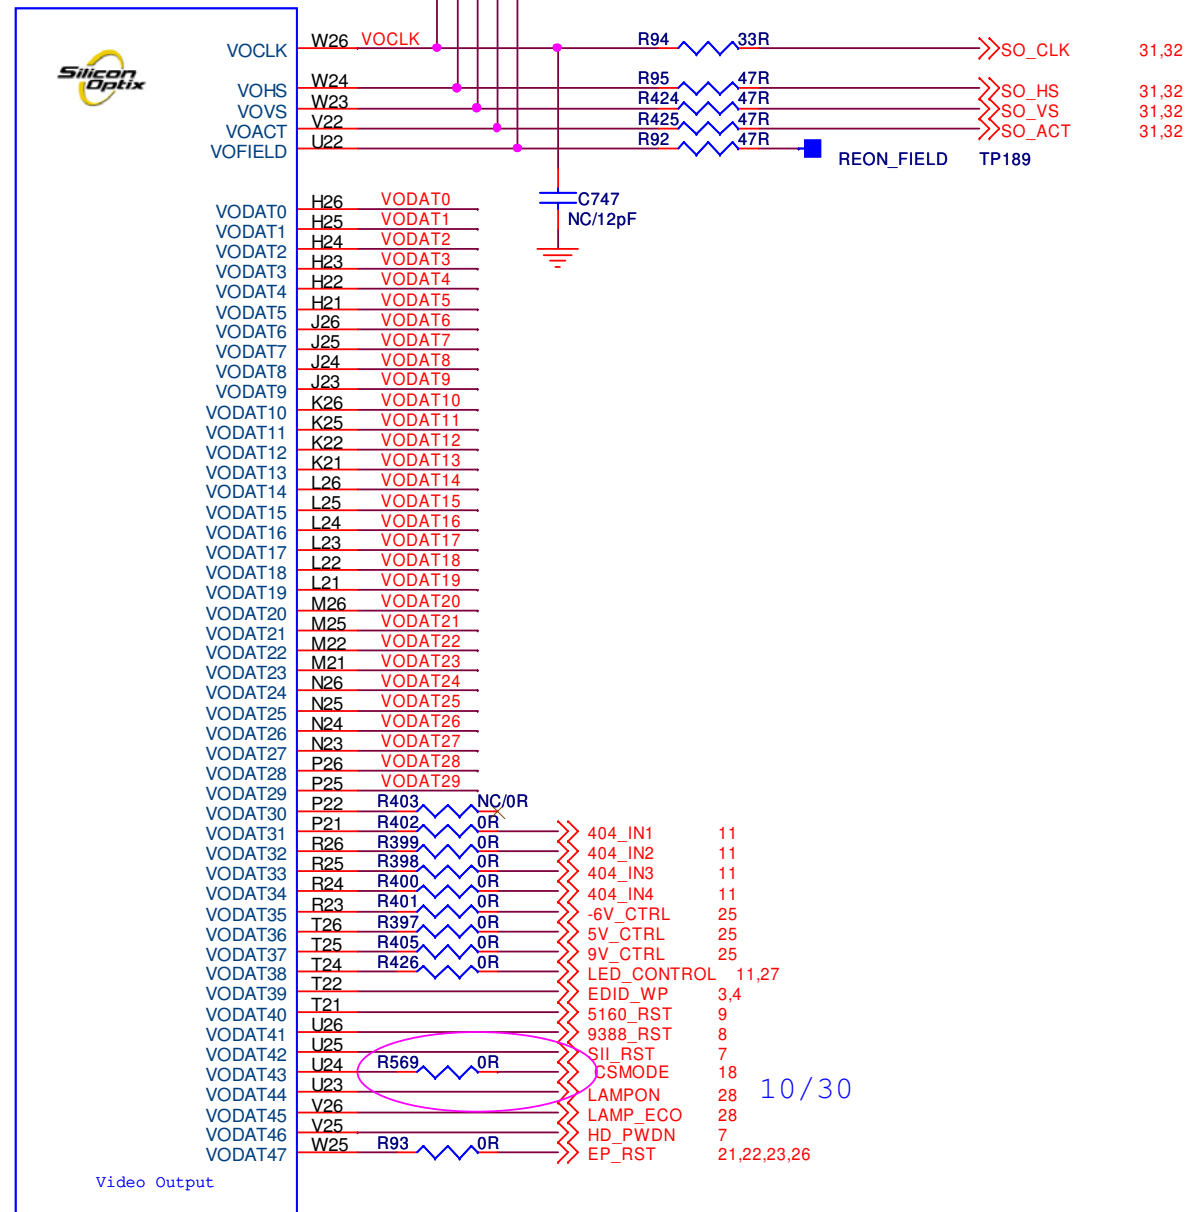 Silicon Optix
VOCLK W26 VOCLK R94 33R SO_CLK 31,32
VOHS W24 R95 47R SO_HS 31,32
VOVS W23 R424 47R SO_VS 31,32
VOACT V22 R425 47R SO_ACT 31,32
VOFIELD U22 R92 47R REON_FIELD TP189
C747
NC/12pF
VODAT0 H26 VODAT0
VODAT1 H25 VODAT1
VODAT2 H24 VODAT2
VODAT3 H23 VODAT3
VODAT4 H22 VODAT4
VODAT5 H21 VODAT5
VODAT6 J26 VODAT6
VODAT7 J25 VODAT7
VODAT8 J24 VODAT8
VODAT9 J23 VODAT9
VODAT10 K26 VODAT10
VODAT11 K25 VODAT11
VODAT12 K22 VODAT12
VODAT13 K21 VODAT13
VODAT14 L26 VODAT14
VODAT15 L25 VODAT15
VODAT16 L24 VODAT16
VODAT17 L23 VODAT17
VODAT18 L22 VODAT18
VODAT19 L21 VODAT19
VODAT20 M26 VODAT20
VODAT21 M25 VODAT21
VODAT22 M22 VODAT22
VODAT23 M21 VODAT23
VODAT24 N26 VODAT24
VODAT25 N25 VODAT25
VODAT26 N24 VODAT26
VODAT27 N23 VODAT27
VODAT28 P26 VODAT28
VODAT29 P25 VODAT29
VODAT30 P22 R403 NC/0R
VODAT31 P21 R402 0R 404_IN1 11
VODAT32 R26 R399 0R 404_IN2 11
VODAT33 R25 R398 0R 404_IN3 11
VODAT34 R24 R400 0R 404_IN4 11
VODAT35 R23 R401 0R -6V_CTRL 25
VODAT36 T26 R397 0R 5V_CTRL 25
VODAT37 T25 R405 0R 9V_CTRL 25
VODAT38 T24 R426 0R LED_CONTROL 11,27
VODAT39 T22 EDID_WP 3,4
VODAT40 T21 5160_RST 9
VODAT41 U26 9388_RST 8
VODAT42 U25 SII_RST 7
VODAT43 U24 R569 0R CSMODE 18
VODAT44 U23 LAMPON 28
10/30
VODAT45 V26 LAMP_ECO 28
VODAT46 V25 HD_PWDN 7
VODAT47 W25 R93 0R EP_RST 21,22,23,26
Video Output